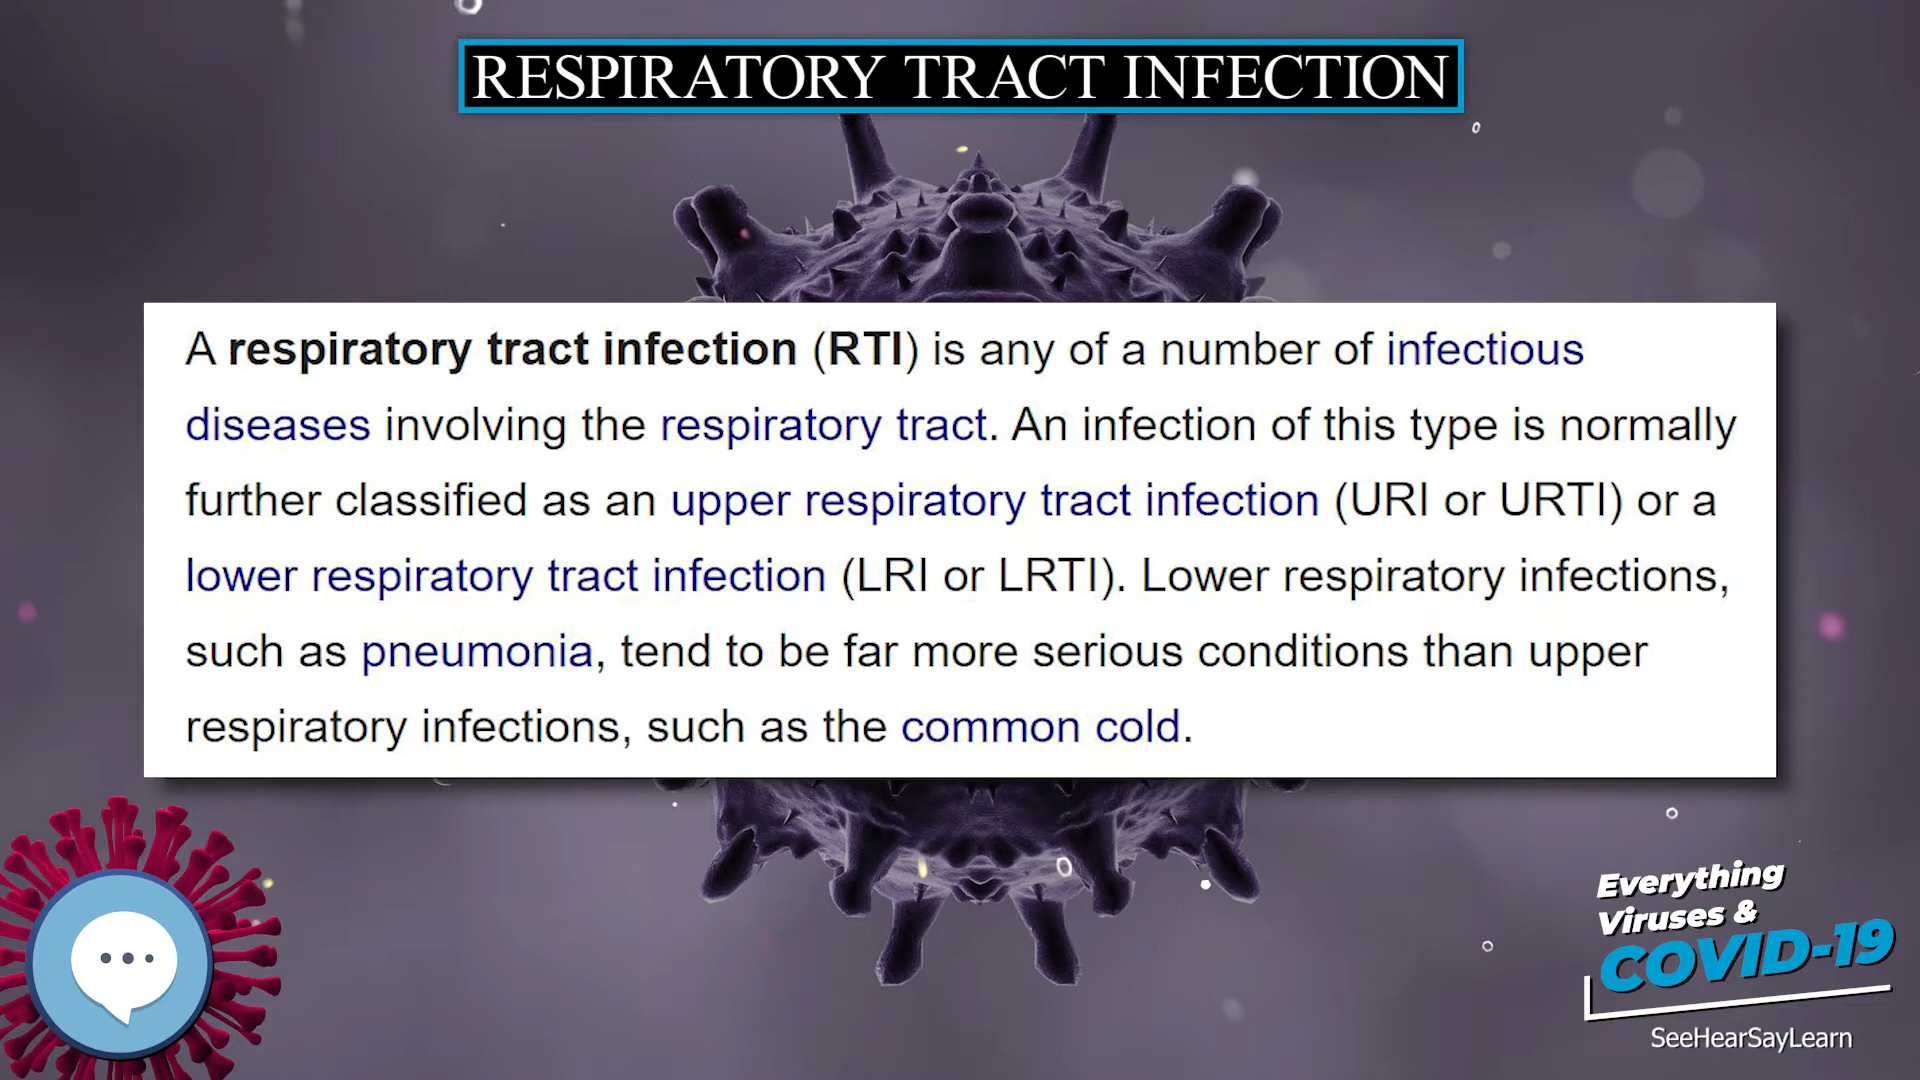 RESPIRATORY TRACT INFECTION
A respiratory tract infection (RTI) is any of a number of infectious
diseases involving the respiratory tract. An infection of this type is normally
further classified as an upper respiratory tract infection (URI or URTI) or a
lower respiratory tract infection (LRI or LRTI). Lower respiratory infections,
such as pneumonia, tend to be far more serious conditions than upper
respiratory infections, such as the common cold.
Everything
Viruses &
COVID-19
SeeHearSayLearn